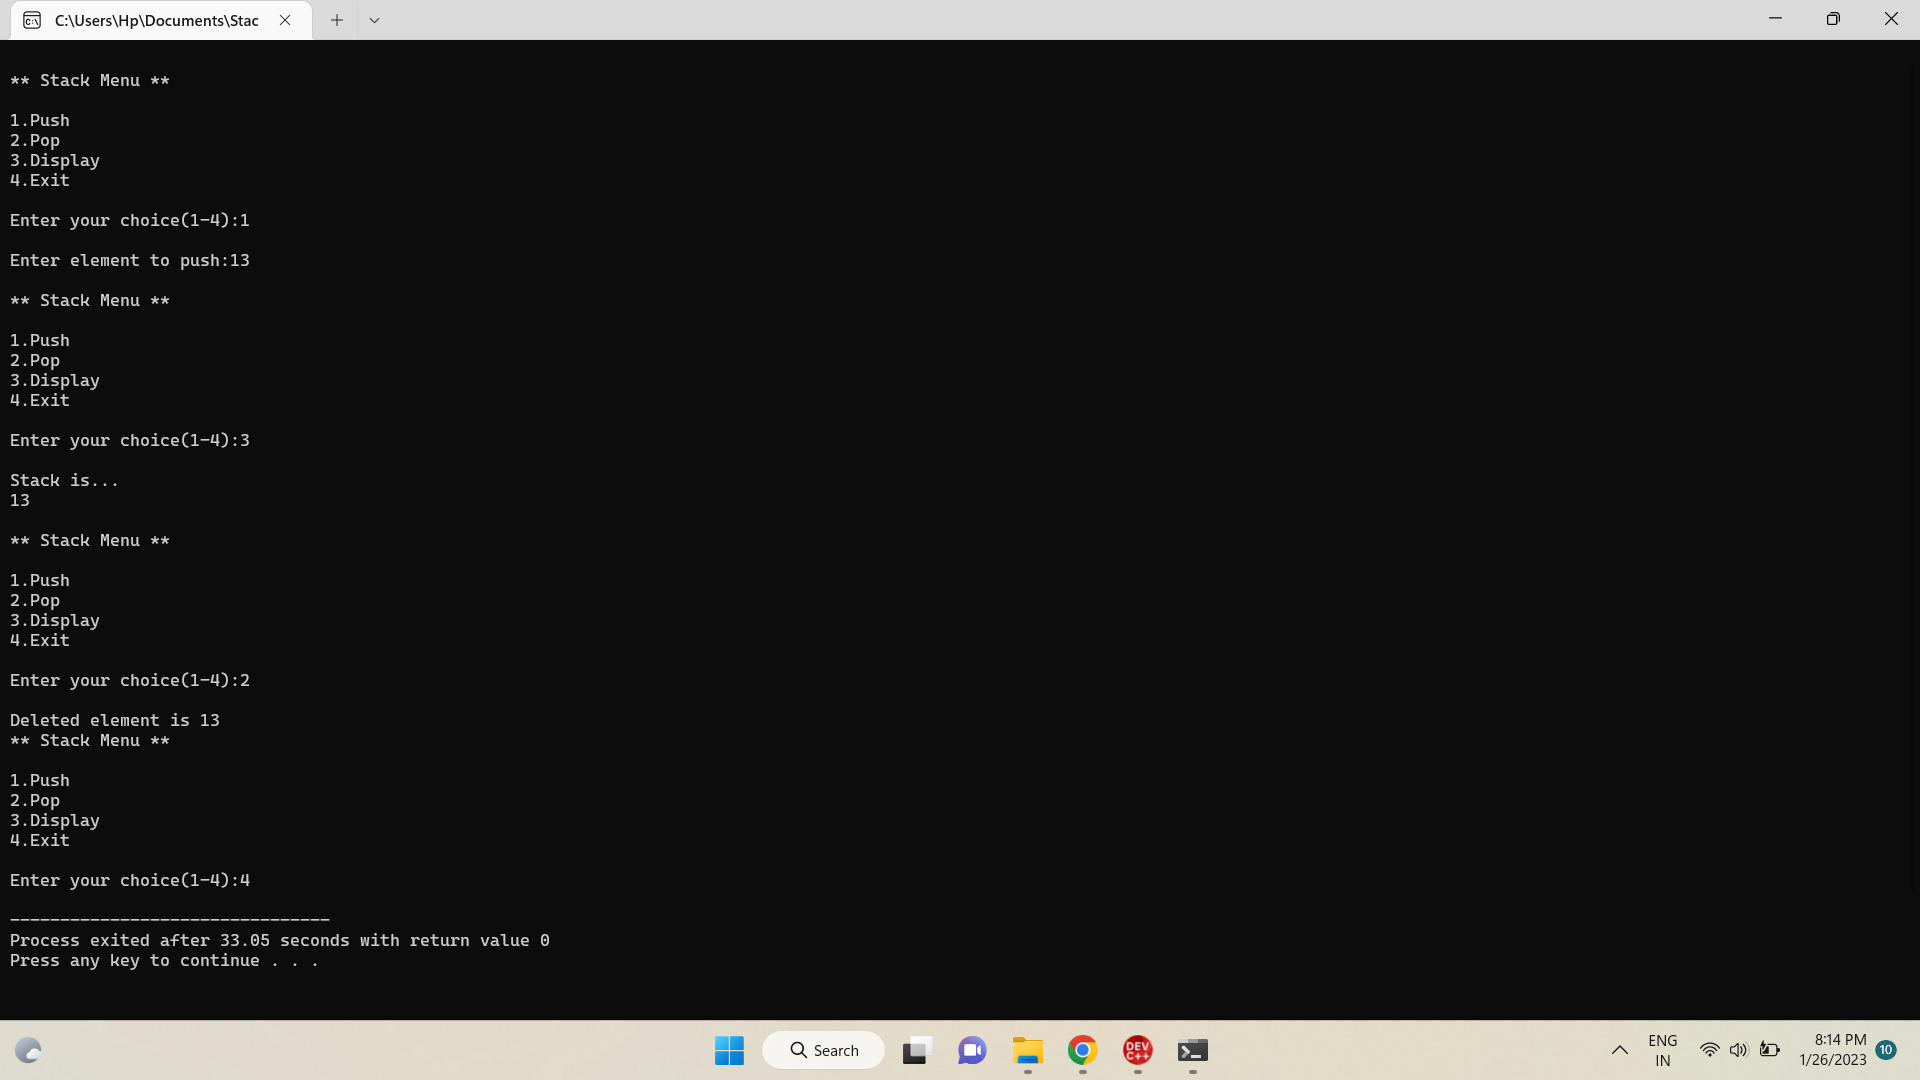 C:\Users\Hp\Documents\Stac
** Stack Menu **
1.Push
2.Pop
3.Display
4.Exit
Enter your choice(1-4):1
Enter element to push:13
** Stack Menu **
1.Push
2.Pop
3.Display
4.Exit
Enter your choice(1-4):3
Stack is...
13
** Stack Menu **
1.Push
2.Pop
3.Display
4.Exit
Enter your choice(1-4):2
Deleted element is 13
** Stack Menu **
1.Push
2.Pop
3.Display
4.Exit
Enter your choice(1-4):4
--------------------------------
Process exited after 33.05 seconds with return value 0
Press any key to continue . . .
Search
DEV
C++
ENG
IN
8:14 PM
1/26/2023
10